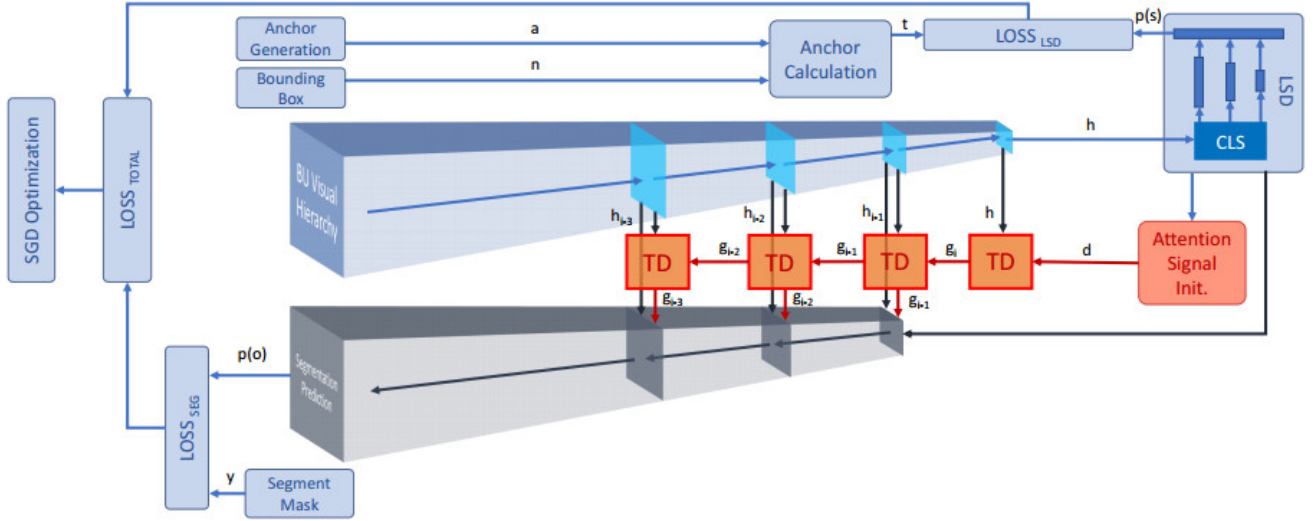 Anchor
Generation
a
Bounding
Box
n
Anchor
Calculation
t
LOSS LSD
p(s)
LSD
CLS
h
BU Visual
Hierarchy
SGD Optimization
LOSS TOTAL
hi-3
hi-2
hi-1
h
TD
gi-2
TD
gi-1
TD
gi
TD
d
Attention
Signal
Init.
gi-3
gi-2
gi-1
Segmentation
Prediction
p(o)
LOSS SEG
y
Segment
Mask